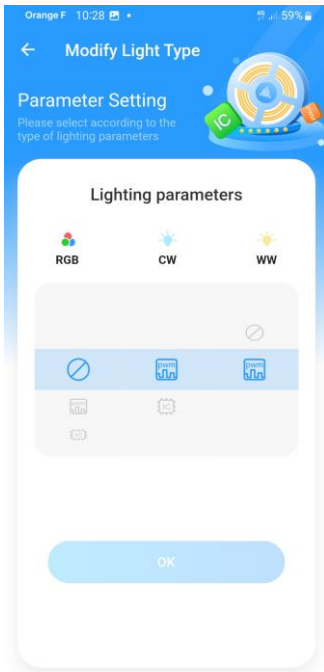 Orange F 10:28 59%
Modify Light Type
Parameter Setting
Please select according to the
type of lighting parameters
IC
Lighting parameters
RGB CW WW
pwm pwm
pwm IC
IC
OK